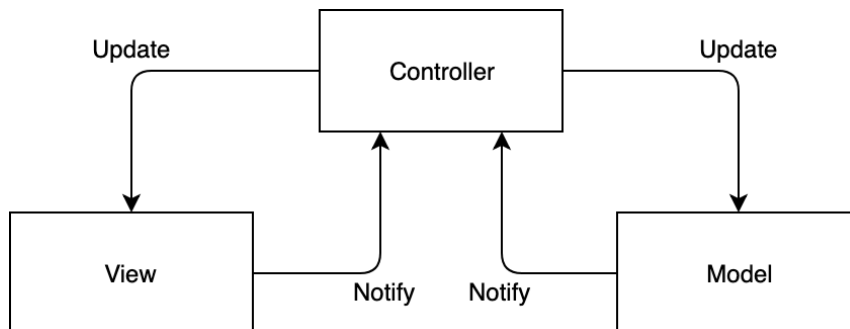 Update
Update
Controller
View
Notify
Notify
Model